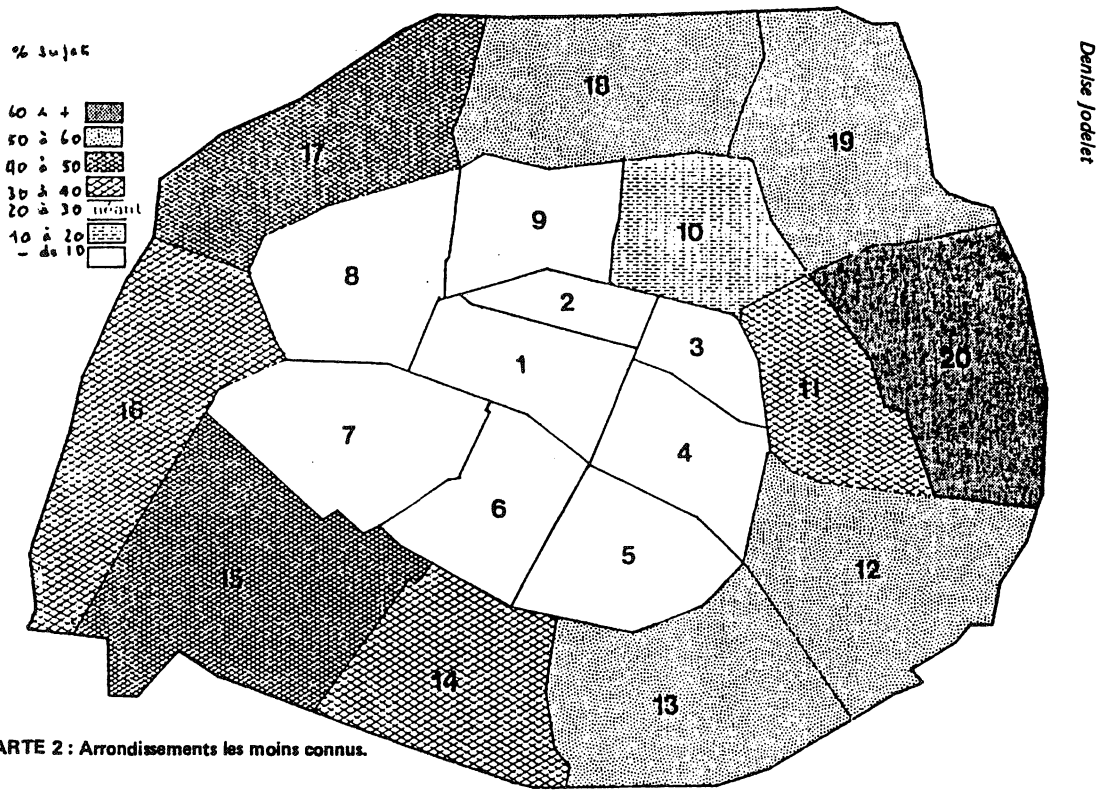 % Sujets
60 & +
50 à 60
40 à 50
30 à 40
20 à 30 néant
10 à 20
- de 10
Denise Jodelet
18
19
17
9
10
8
2
3
1
20
11
16
7
4
6
5
15
12
14
13
ARTE 2 : Arrondissements les moins connus.